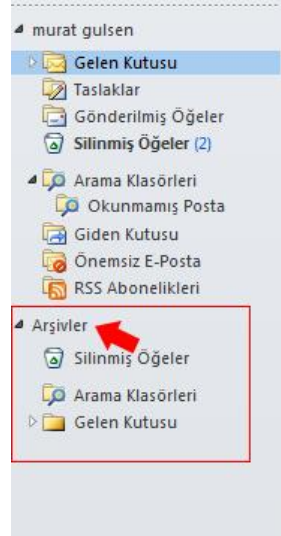 murat gulsen
Gelen Kutusu
Taslaklar
Gönderilmiş Öğeler
Silinmiş Öğeler (2)
Arama Klasörleri
Okunmamış Posta
Giden Kutusu
Önemsiz E-Posta
RSS Abonelikleri
Arşivler
Silinmiş Öğeler
Arama Klasörleri
Gelen Kutusu